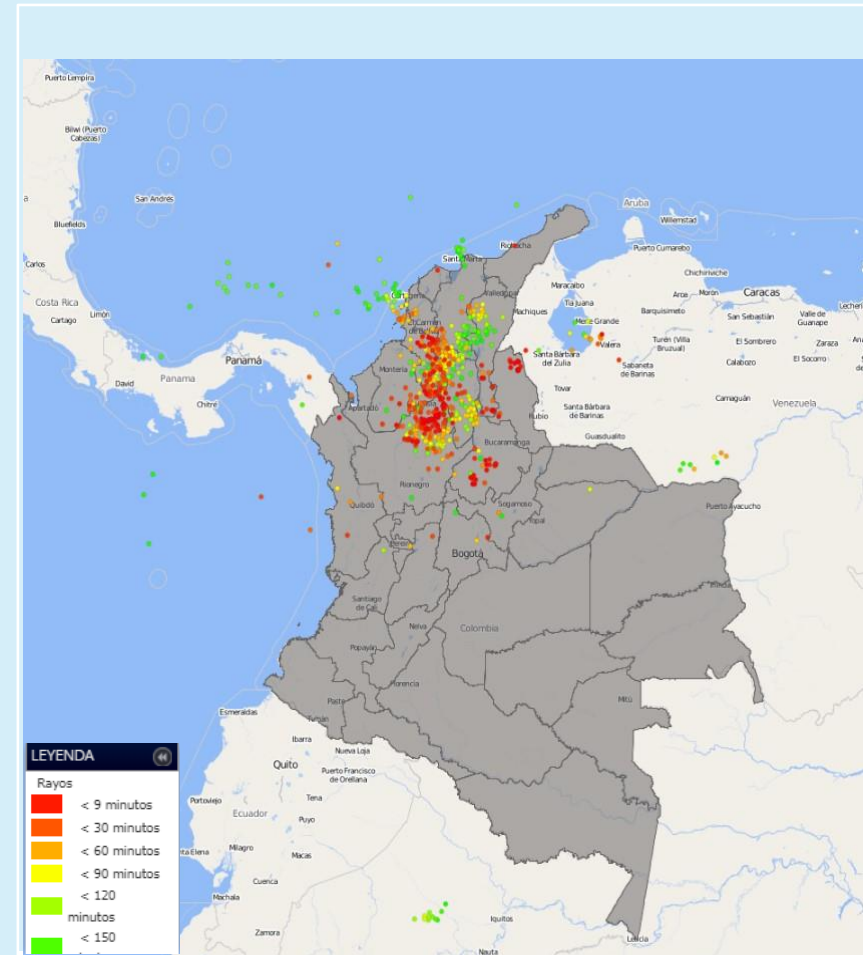 Puerto Lempira
Bilwi (Puerto
Cabezas)
San Andrés
Bluefields
Aruba
Willemstad
Puerto Cumarebo
Carlos
Costa Rica
Limón
Cartago
Santa Marta
Valledupar
Machiques
Maracaibo
Tia Juana
Mene Grande
Chichiriviche
Arce
Morón
Caracas
Barquisimeto
San Sebastián
Valle de
Guanape
Panamá
David
Panama
Chitré
Montería
Apartadó
Santa Bárbara
del Zulia
Valera
Turén (Villa
Bruzual)
El Sombrero
Zaraza
Sabaneta
de Barinas
Calabozo
El Socorro
Tovar
Rubio
Santa Bárbara
de Barinas
Camaguán
Venezuela
Guasdualito
Bucaramanga
Rionegro
Quibdó
Sogamoso
Yopal
Puerto Ayacucho
Bogotá
Santiago
de Cali
Neiva
Colombia
Popayán
Florencia
Pasto
Mitú
Esmeraldas
Ibarra
Nueva Loja
Quito
Puerto Francisco
de Orellana
Tena
Portoviejo
Ecuador
Puyo
Milagro
Macas
Cuenca
Machala
Zamora
Iquitos
Nauta
Leticia
LEYENDA
Rayos
< 9 minutos
< 30 minutos
< 60 minutos
< 90 minutos
< 120
minutos
< 150